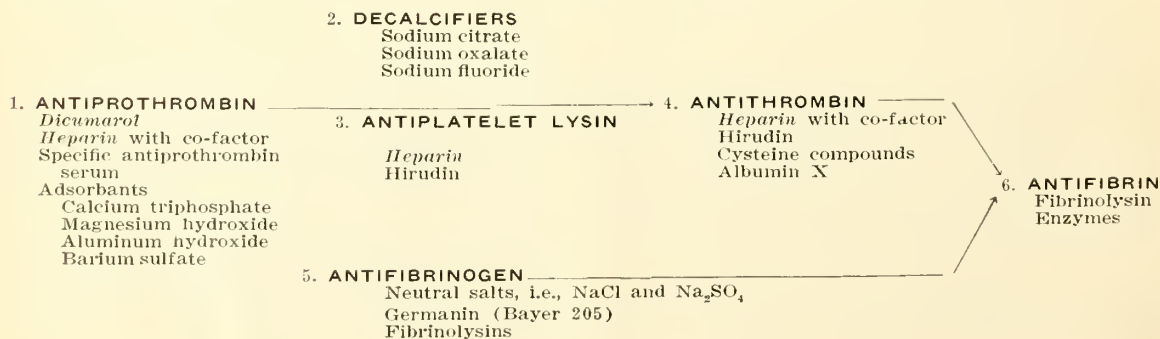 2. DECALCIFIERS
Sodium citrate
Sodium oxalate
Sodium fluoride
1. ANTIPROTHROMBIN
Dicumarol
Heparin with co-factor
Specific antiprothrombin
serum
Adsorbants
Calcium triphosphate
Magnesium hydroxide
Aluminum hydroxide
Barium sulfate
3. ANTIPLATELET LYSIN
Heparin
Hirudin
4. ANTITHROMBIN
Heparin with co-factor
Hirudin
Cysteine compounds
Albumin X
5. ANTIFIBRINOGEN
Neutral salts, i.e., NaCl and Na₂SO₄
Germanin (Bayer 205)
Fibrinolysins
6. ANTIFIBRIN
Fibrinolysin
Enzymes